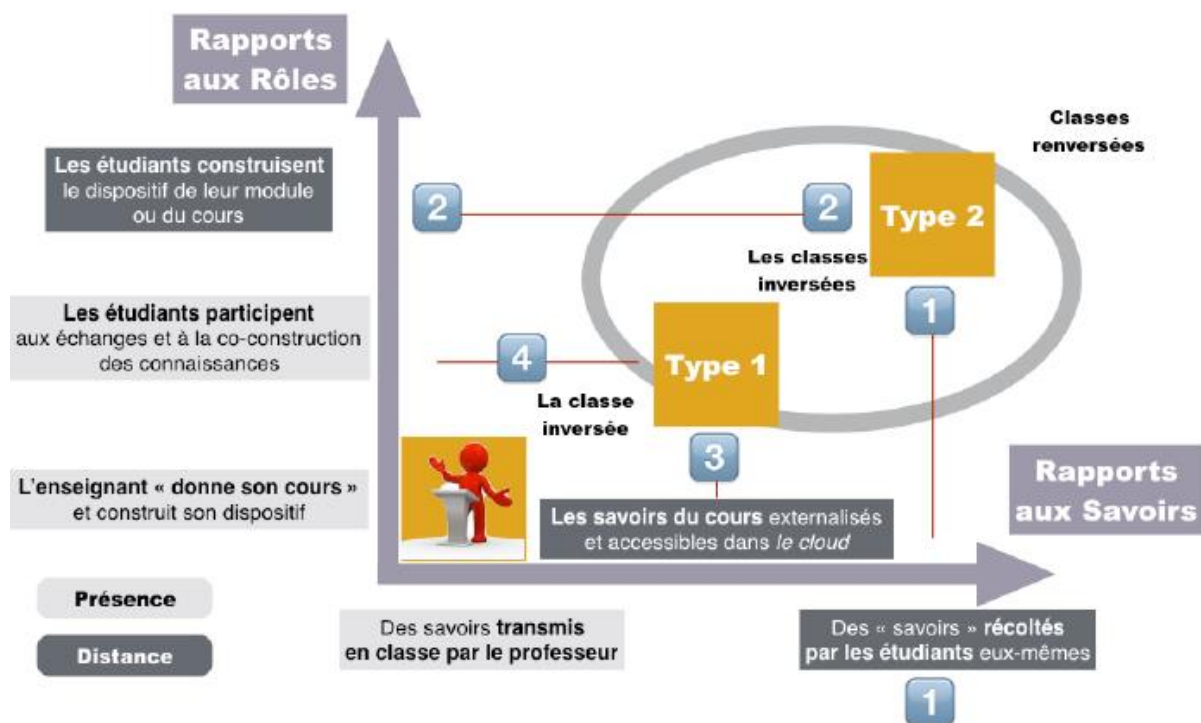 Rapports
aux Rôles
Classes
renversées
Les étudiants construisent
le dispositif de leur module
ou du cours
2
2
Type 2
Les classes
inversées
1
Les étudiants participent
aux échanges et à la co-construction
des connaissances
4
Type 1
La classe
inversée
3
Rapports
aux Savoirs
L'enseignant « donne son cours »
et construit son dispositif
Les savoirs du cours externalisés
et accessibles dans le cloud
Présence
Distance
Des savoirs transmis
en classe par le professeur
Des « savoirs » récoltés
par les étudiants eux-mêmes
1